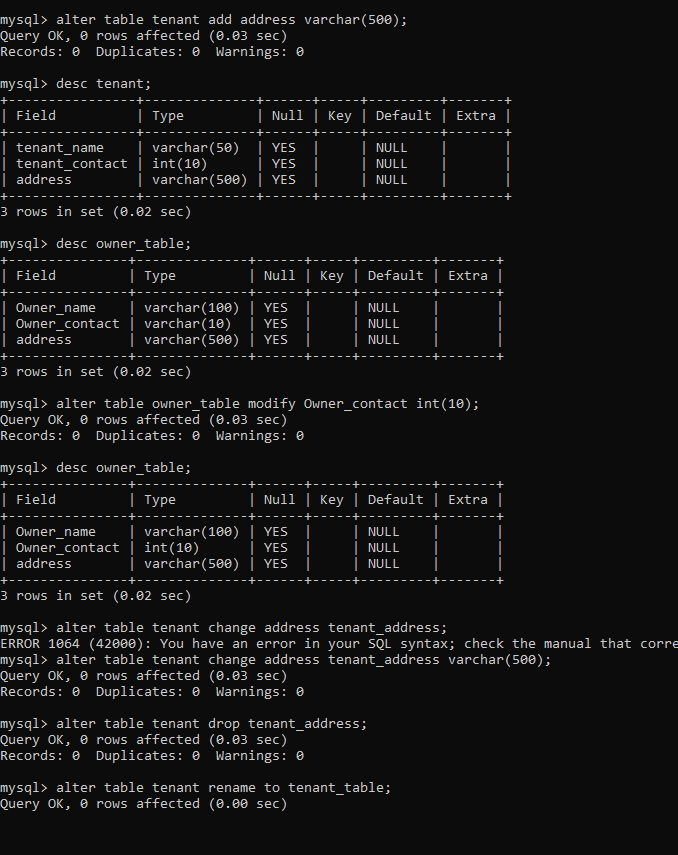 mysql> alter table tenant add address varchar(500);
Query OK, 0 rows affected (0.03 sec)
Records: 0  Duplicates: 0  Warnings: 0

mysql> desc tenant;
+----------------+--------------+------+-----+---------+-------+
| Field          | Type         | Null | Key | Default | Extra |
+----------------+--------------+------+-----+---------+-------+
| tenant_name    | varchar(50)  | YES  |     | NULL    |       |
| tenant_contact | int(10)      | YES  |     | NULL    |       |
| address        | varchar(500) | YES  |     | NULL    |       |
+----------------+--------------+------+-----+---------+-------+
3 rows in set (0.02 sec)

mysql> desc owner_table;
+---------------+--------------+------+-----+---------+-------+
| Field         | Type         | Null | Key | Default | Extra |
+---------------+--------------+------+-----+---------+-------+
| Owner_name    | varchar(100) | YES  |     | NULL    |       |
| Owner_contact | varchar(10)  | YES  |     | NULL    |       |
| address       | varchar(500) | YES  |     | NULL    |       |
+---------------+--------------+------+-----+---------+-------+
3 rows in set (0.02 sec)

mysql> alter table owner_table modify Owner_contact int(10);
Query OK, 0 rows affected (0.03 sec)
Records: 0  Duplicates: 0  Warnings: 0

mysql> desc owner_table;
+---------------+--------------+------+-----+---------+-------+
| Field         | Type         | Null | Key | Default | Extra |
+---------------+--------------+------+-----+---------+-------+
| Owner_name    | varchar(100) | YES  |     | NULL    |       |
| Owner_contact | int(10)      | YES  |     | NULL    |       |
| address       | varchar(500) | YES  |     | NULL    |       |
+---------------+--------------+------+-----+---------+-------+
3 rows in set (0.02 sec)

mysql> alter table tenant change address tenant_address;
ERROR 1064 (42000): You have an error in your SQL syntax; check the manual that corre
mysql> alter table tenant change address tenant_address varchar(500);
Query OK, 0 rows affected (0.03 sec)
Records: 0  Duplicates: 0  Warnings: 0

mysql> alter table tenant drop tenant_address;
Query OK, 0 rows affected (0.03 sec)
Records: 0  Duplicates: 0  Warnings: 0

mysql> alter table tenant rename to tenant_table;
Query OK, 0 rows affected (0.00 sec)